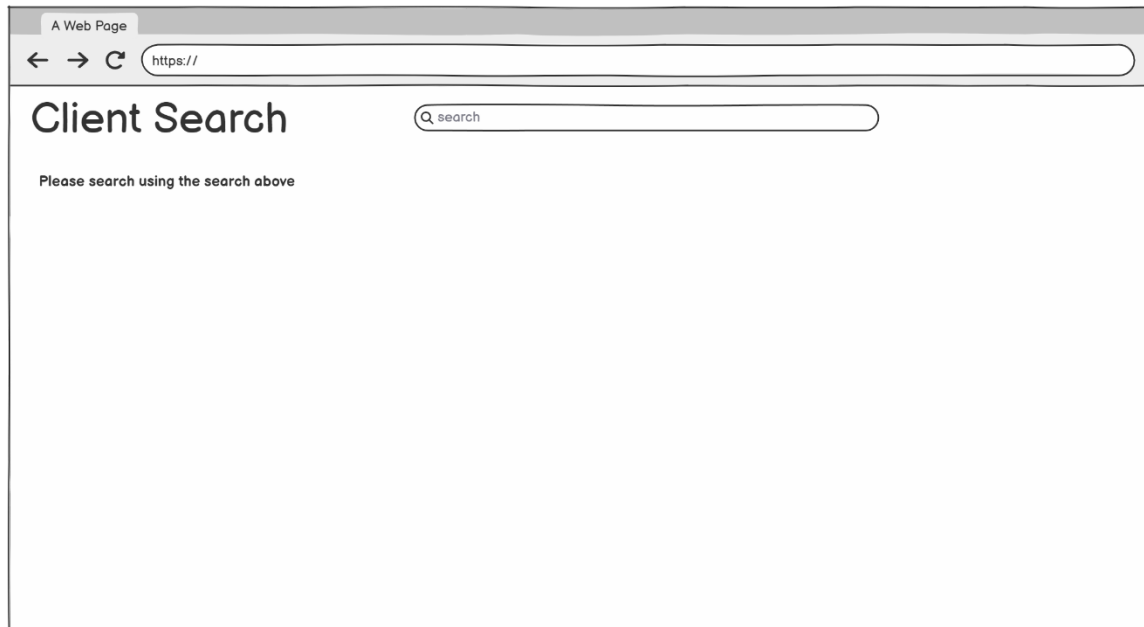 A Web Page
https://
Client Search
search
Please search using the search above